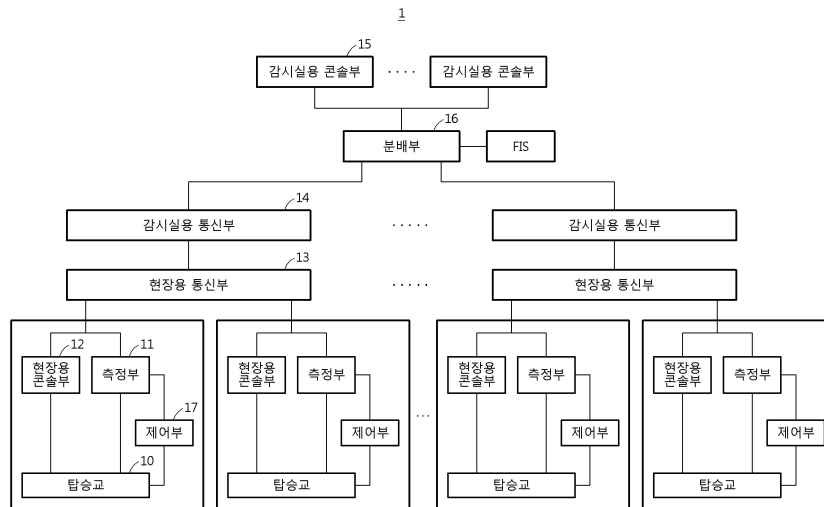 1
15
감시실용 콘솔부
· · · ·
감시실용 콘솔부
16
분배부
FIS
14
감시실용 통신부
· · · · ·
감시실용 통신부
13
현장용 통신부
· · · · ·
현장용 통신부
12
현장용
콘솔부
11
측정부
17
제어부
10
탑승교
현장용
콘솔부
측정부
제어부
탑승교
· · ·
현장용
콘솔부
측정부
제어부
탑승교
현장용
콘솔부
측정부
제어부
탑승교